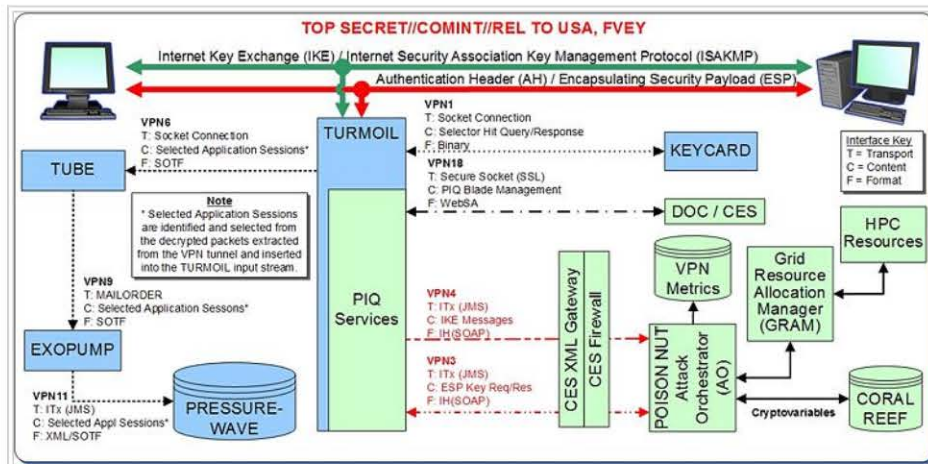 TOP SECRET//COMINT//REL TO USA, FVEY
Internet Key Exchange (IKE) / Internet Security Association Key Management Protocol (ISAKMP)
Authentication Header (AH) / Encapsulating Security Payload (ESP)
VPN6
T: Socket Connection
C: Selected Application Sessions*
F: SOTF
TUBE
Note
* Selected Application Sessions
are identified and selected from
the decrypted packets extracted
from the VPN tunnel and inserted
into the TURMOIL input stream.
VPN9
T: MAILORDER
C: Selected Application Sessons*
F: SOTF
EXOPUMP
VPN11
T: ITx (JMS)
C: Selected Appl Sessions*
F: XML/SOTF
PRESSURE-
WAVE
TURMOIL
PIQ
Services
VPN1
T: Socket Connection
C: Selector Hit Query/Response
F: Binary
KEYCARD
VPN18
T: Secure Socket (SSL)
C: PIQ Blade Management
F: WebSA
DOC / CES
Interface Key
T = Transport
C = Content
F = Format
VPN4
T: ITx (JMS)
C: IKE Messages
F: IH(SOAP)
VPN3
T: ITx (JMS)
C: ESP Key Req/Res
F: IH(SOAP)
CES XML Gateway
CES Firewall
VPN
Metrics
POISON NUT
Attack
Orchestrator
(AO)
Grid
Resource
Allocation
Manager
(GRAM)
HPC
Resources
Cryptovariables
CORAL
REEF